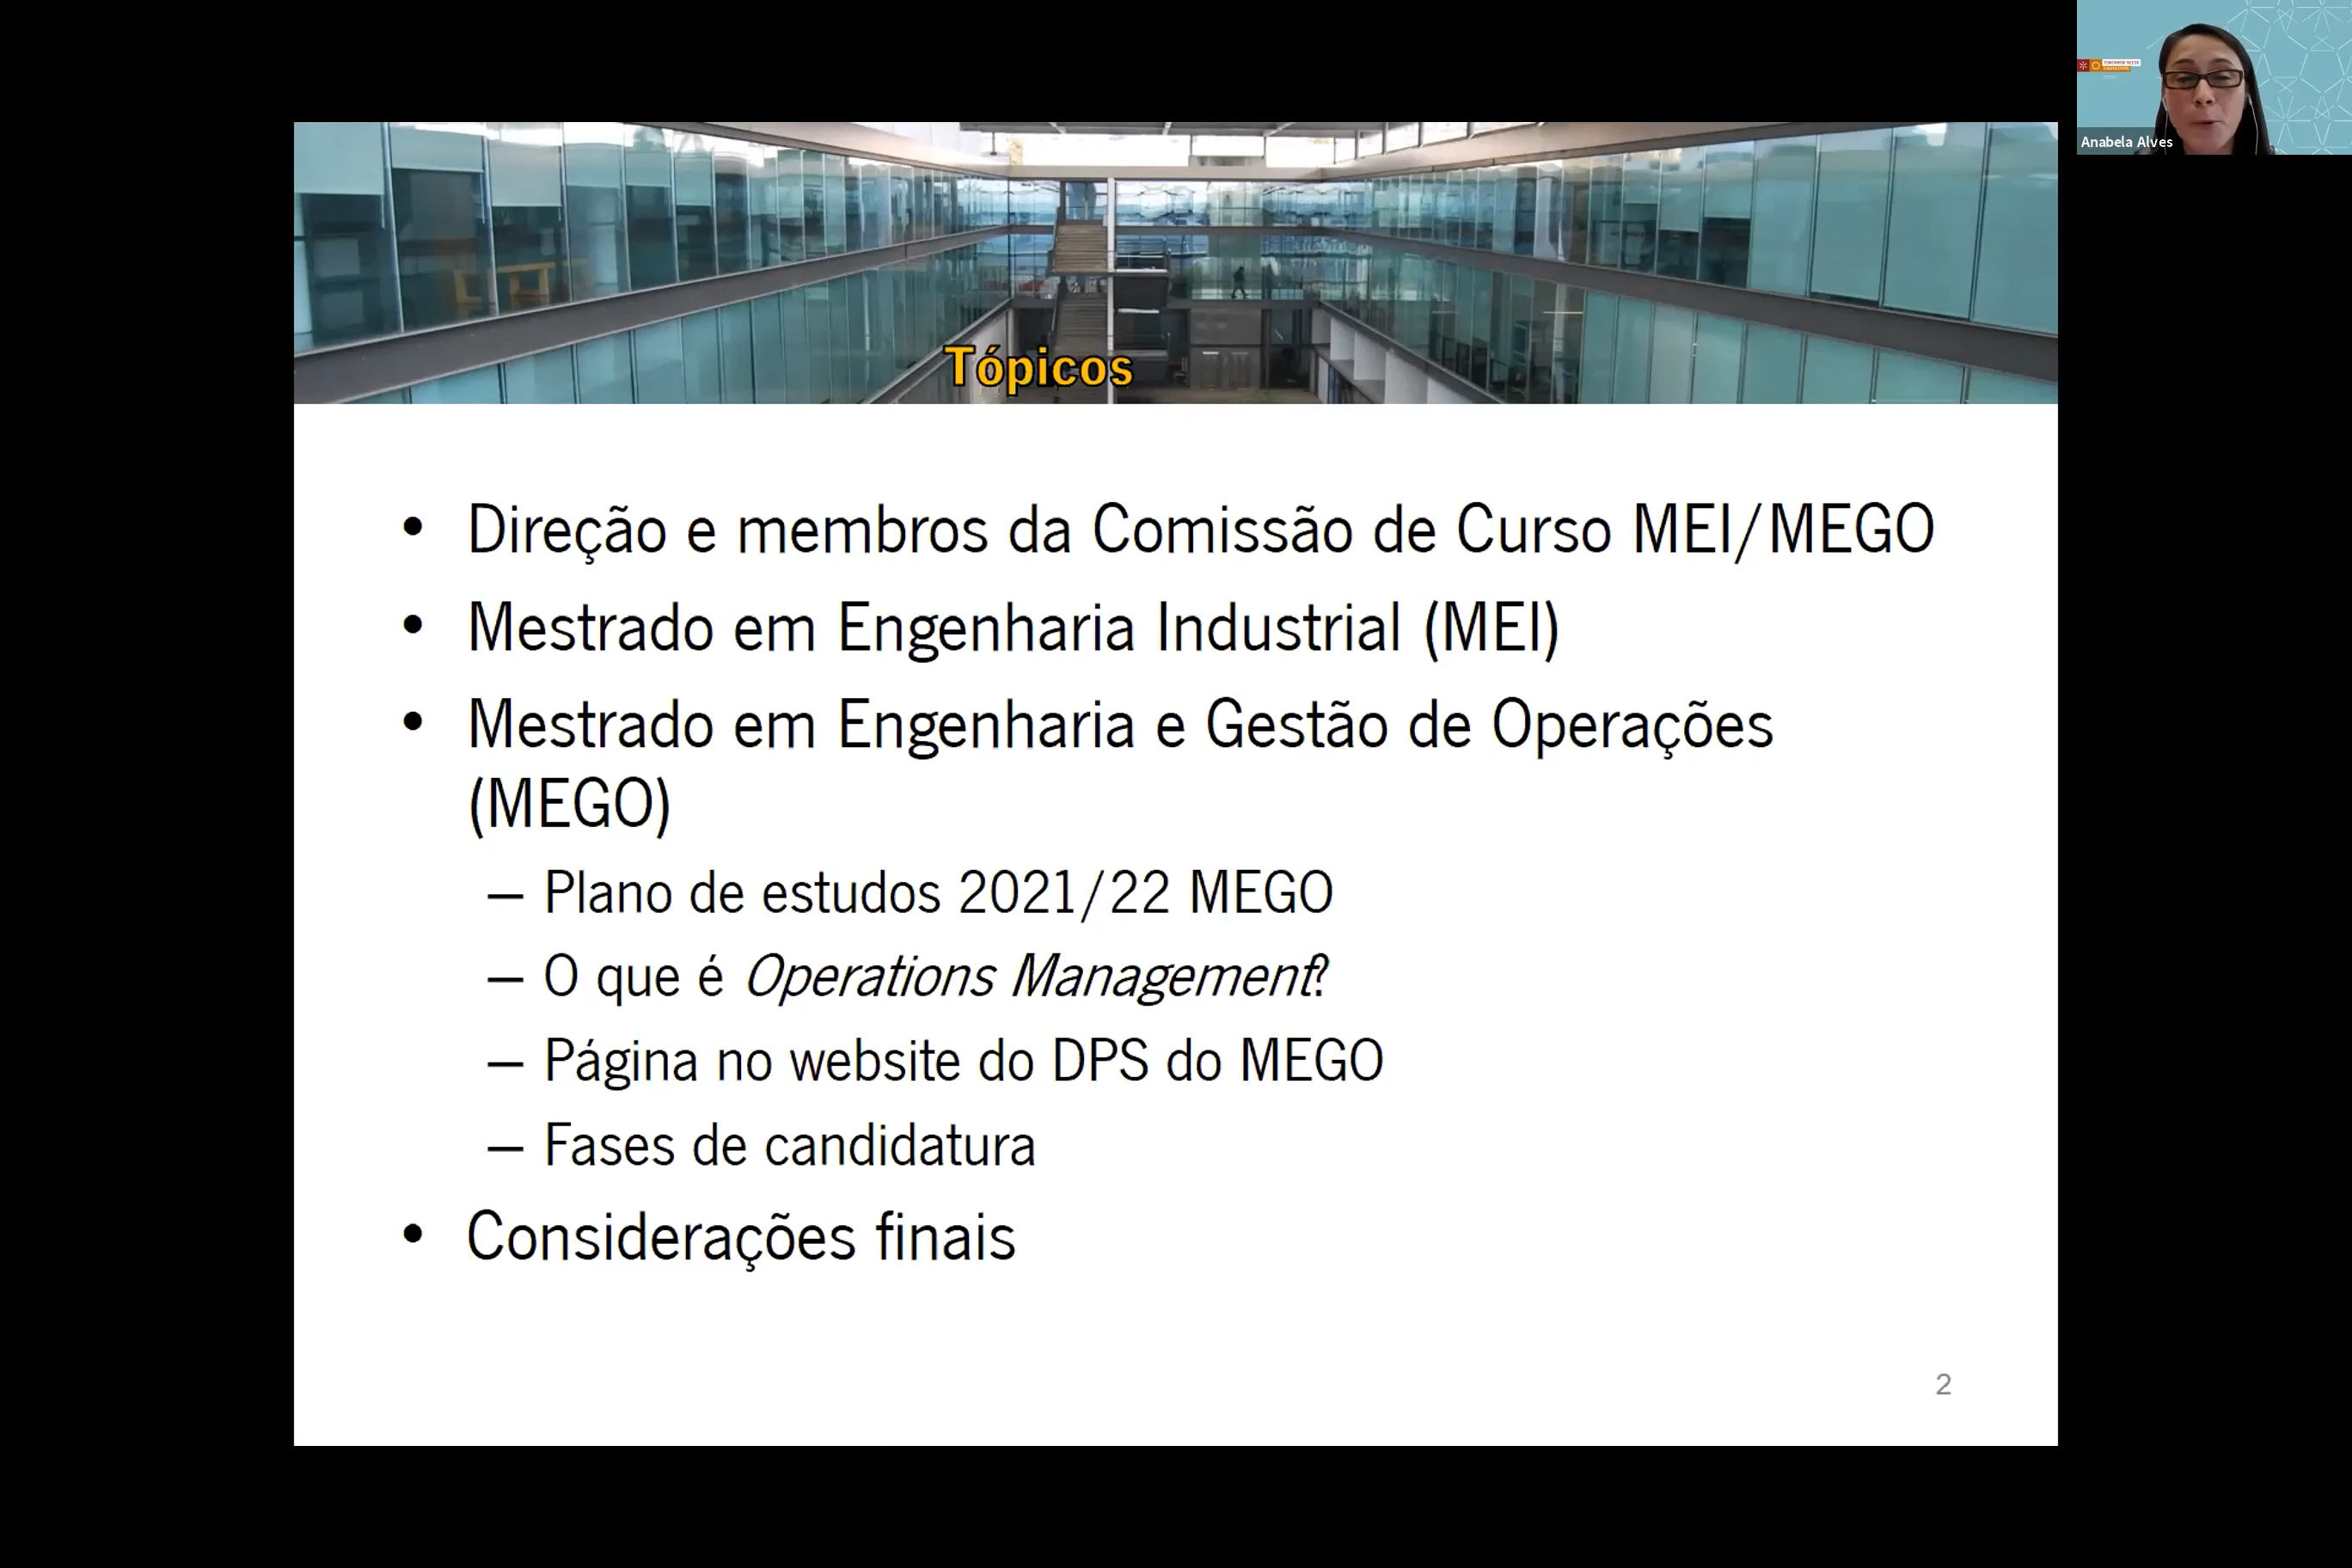 Anabela Alves
Tópicos
• Direção e membros da Comissão de Curso MEI/MEGO
• Mestrado em Engenharia Industrial (MEI)
• Mestrado em Engenharia e Gestão de Operações
(MEGO)
– Plano de estudos 2021/22 MEGO
– O que é Operations Management?
– Página no website do DPS do MEGO
– Fases de candidatura
• Considerações finais
2